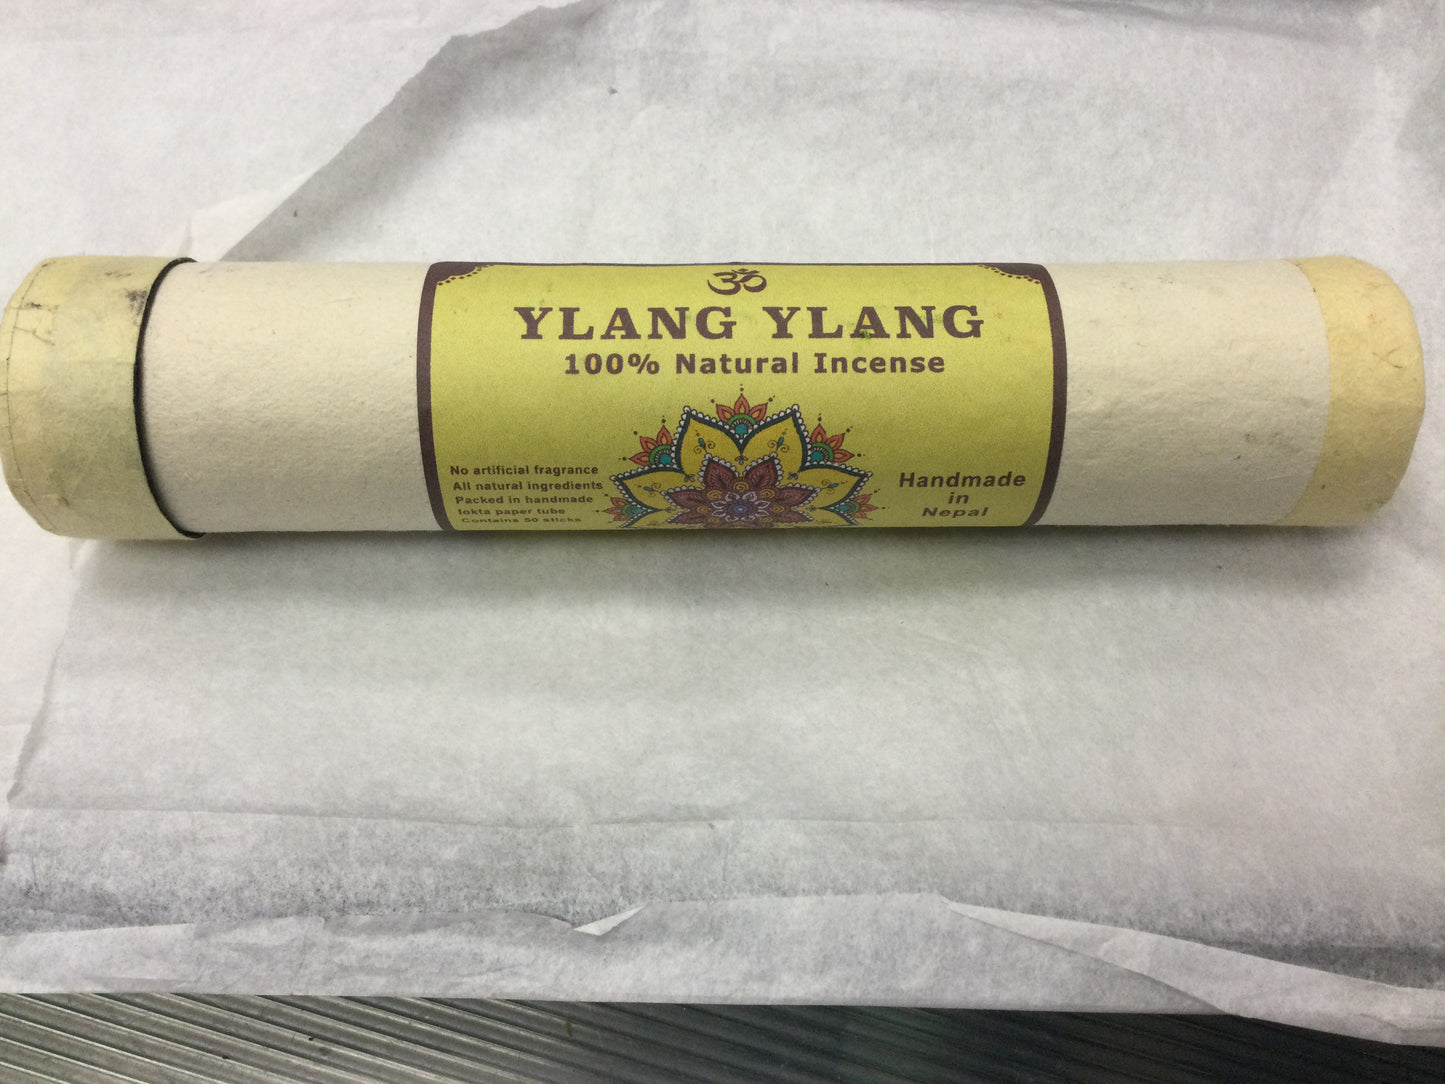 ॐ
YLANG YLANG
100% Natural Incense
No artificial fragrance
All natural ingredients
Packed in handmade
lokta paper tube
Contains 50 sticks
Handmade
in
Nepal